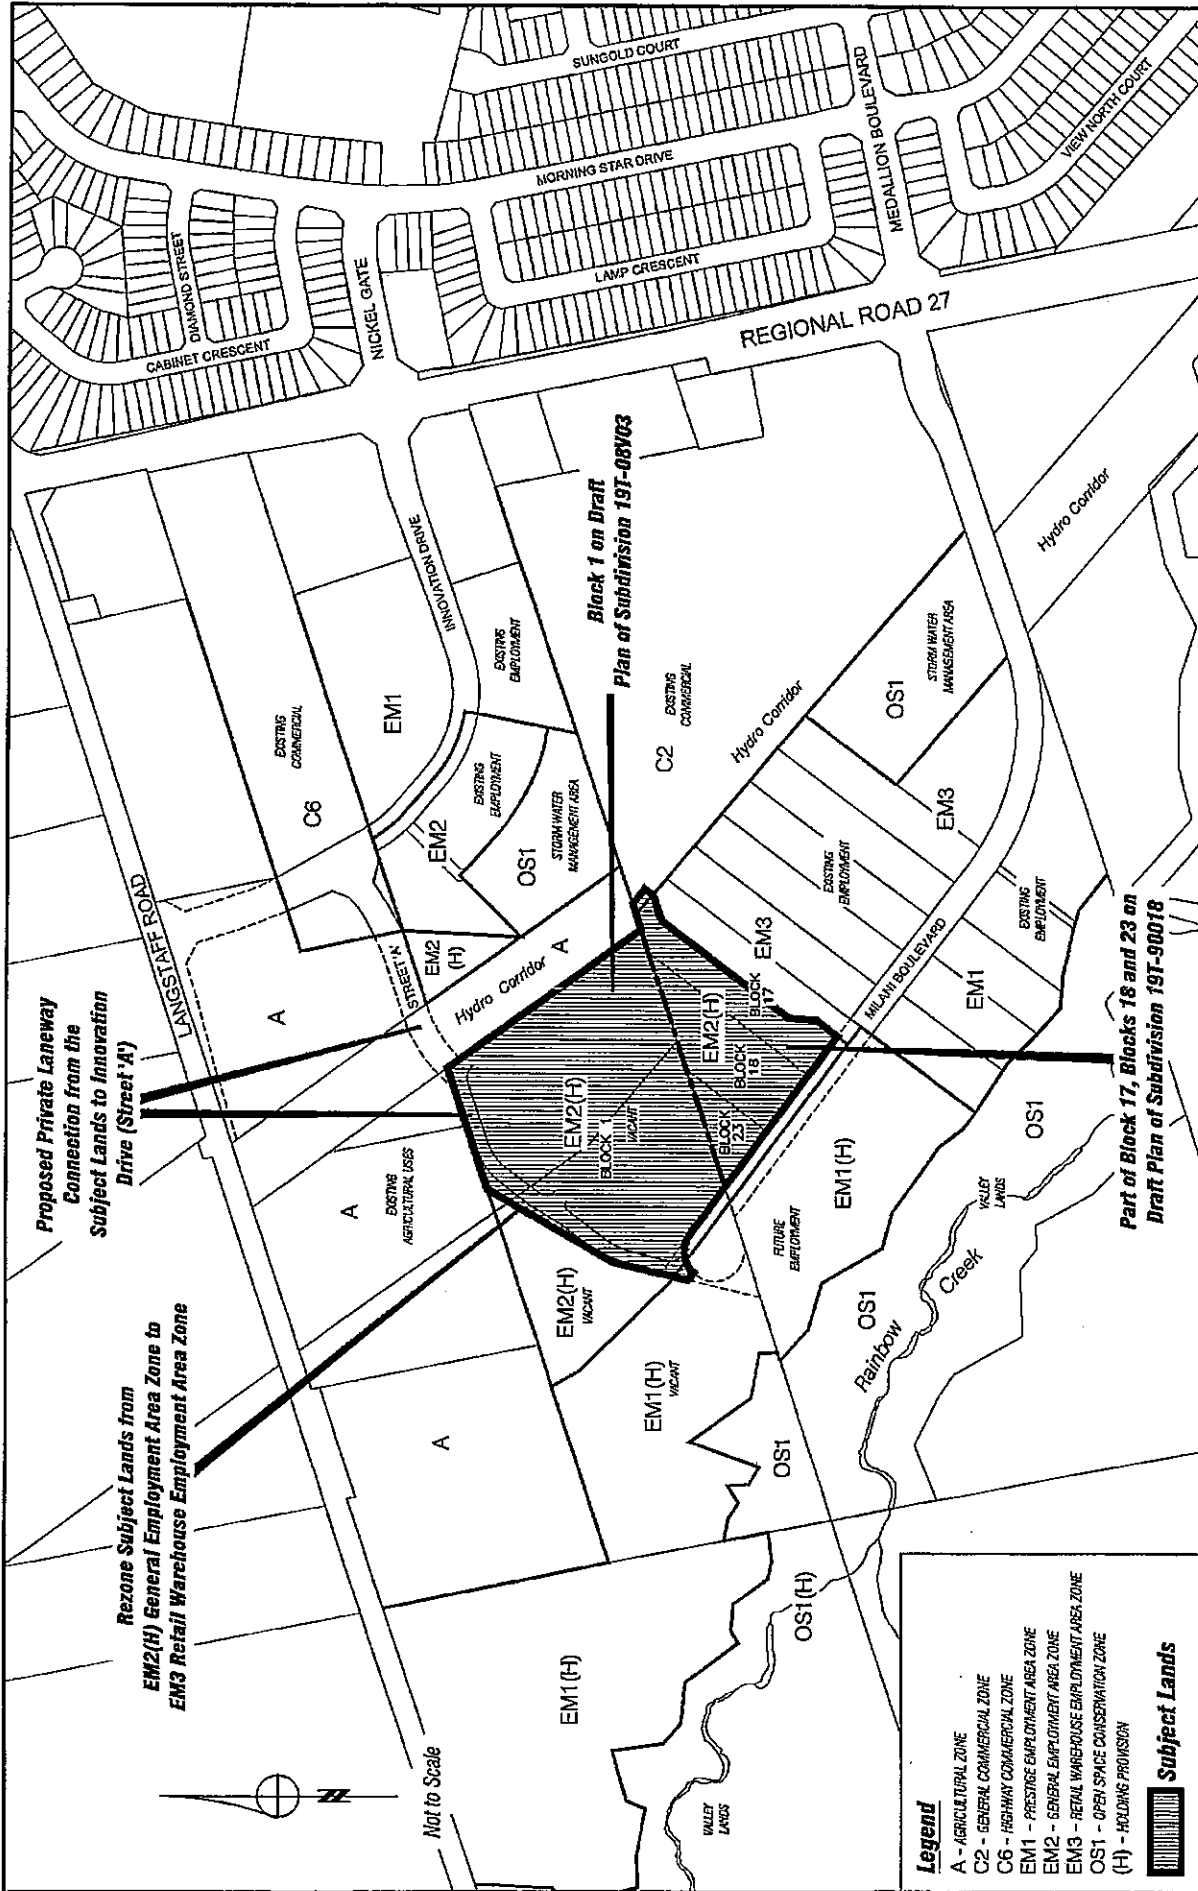 Proposed Private Laneway
Connection from the
Subject Lands to Innovation
Drive (Street 'A')
Rezone Subject Lands from
EM2(H) General Employment Area Zone to
EM3 Retail Warehouse Employment Area Zone
Block 1 on Draft
Plan of Subdivision 19T-08V03
Part of Block 17, Blocks 18 and 23 on
Draft Plan of Subdivision 19T-90018
Not to Scale
N
LANGSTAFF ROAD
REGIONAL ROAD 27
SUNGOLD COURT
MORNING STAR DRIVE
MEDALLION BOULEVARD
VIEW NORTH COURT
LAMP CRESCENT
DIAMOND STREET
CABINET CRESCENT
NICKEL GATE
INNOVATION DRIVE
STREET 'A'
MILANI BOULEVARD
C6
EXISTING
COMMERCIAL
EM1
EXISTING
EMPLOYMENT
EM2
EXISTING
EMPLOYMENT
OS1
STORM WATER
MANAGEMENT AREA
EM2
(H)
A
Hydro Corridor
A
A
EXISTING
AGRICULTURAL USES
A
C2
EXISTING
COMMERCIAL
Hydro Corridor
Hydro Corridor
OS1
STORM WATER
MANAGEMENT AREA
EM3
EXISTING
EMPLOYMENT
EM3
EXISTING
EMPLOYMENT
EM1
EM2(H)
BLOCK 1
VACANT
EM2(H)
BLOCK
17
BLOCK
18
BLOCK
23
EM2(H)
VACANT
EM1(H)
VACANT
FUTURE
EMPLOYMENT
EM1(H)
OS1
OS1
OS1
VALLEY
LANDS
Rainbow
Creek
EM1(H)
OS1(H)
VALLEY
LANDS
Legend
A - AGRICULTURAL ZONE
C2 - GENERAL COMMERCIAL ZONE
C6 - HIGHWAY COMMERCIAL ZONE
EM1 - PRESTIGE EMPLOYMENT AREA ZONE
EM2 - GENERAL EMPLOYMENT AREA ZONE
EM3 - RETAIL WAREHOUSE EMPLOYMENT AREA ZONE
OS1 - OPEN SPACE CONSERVATION ZONE
(H) - HOLDING PROVISION
Subject Lands